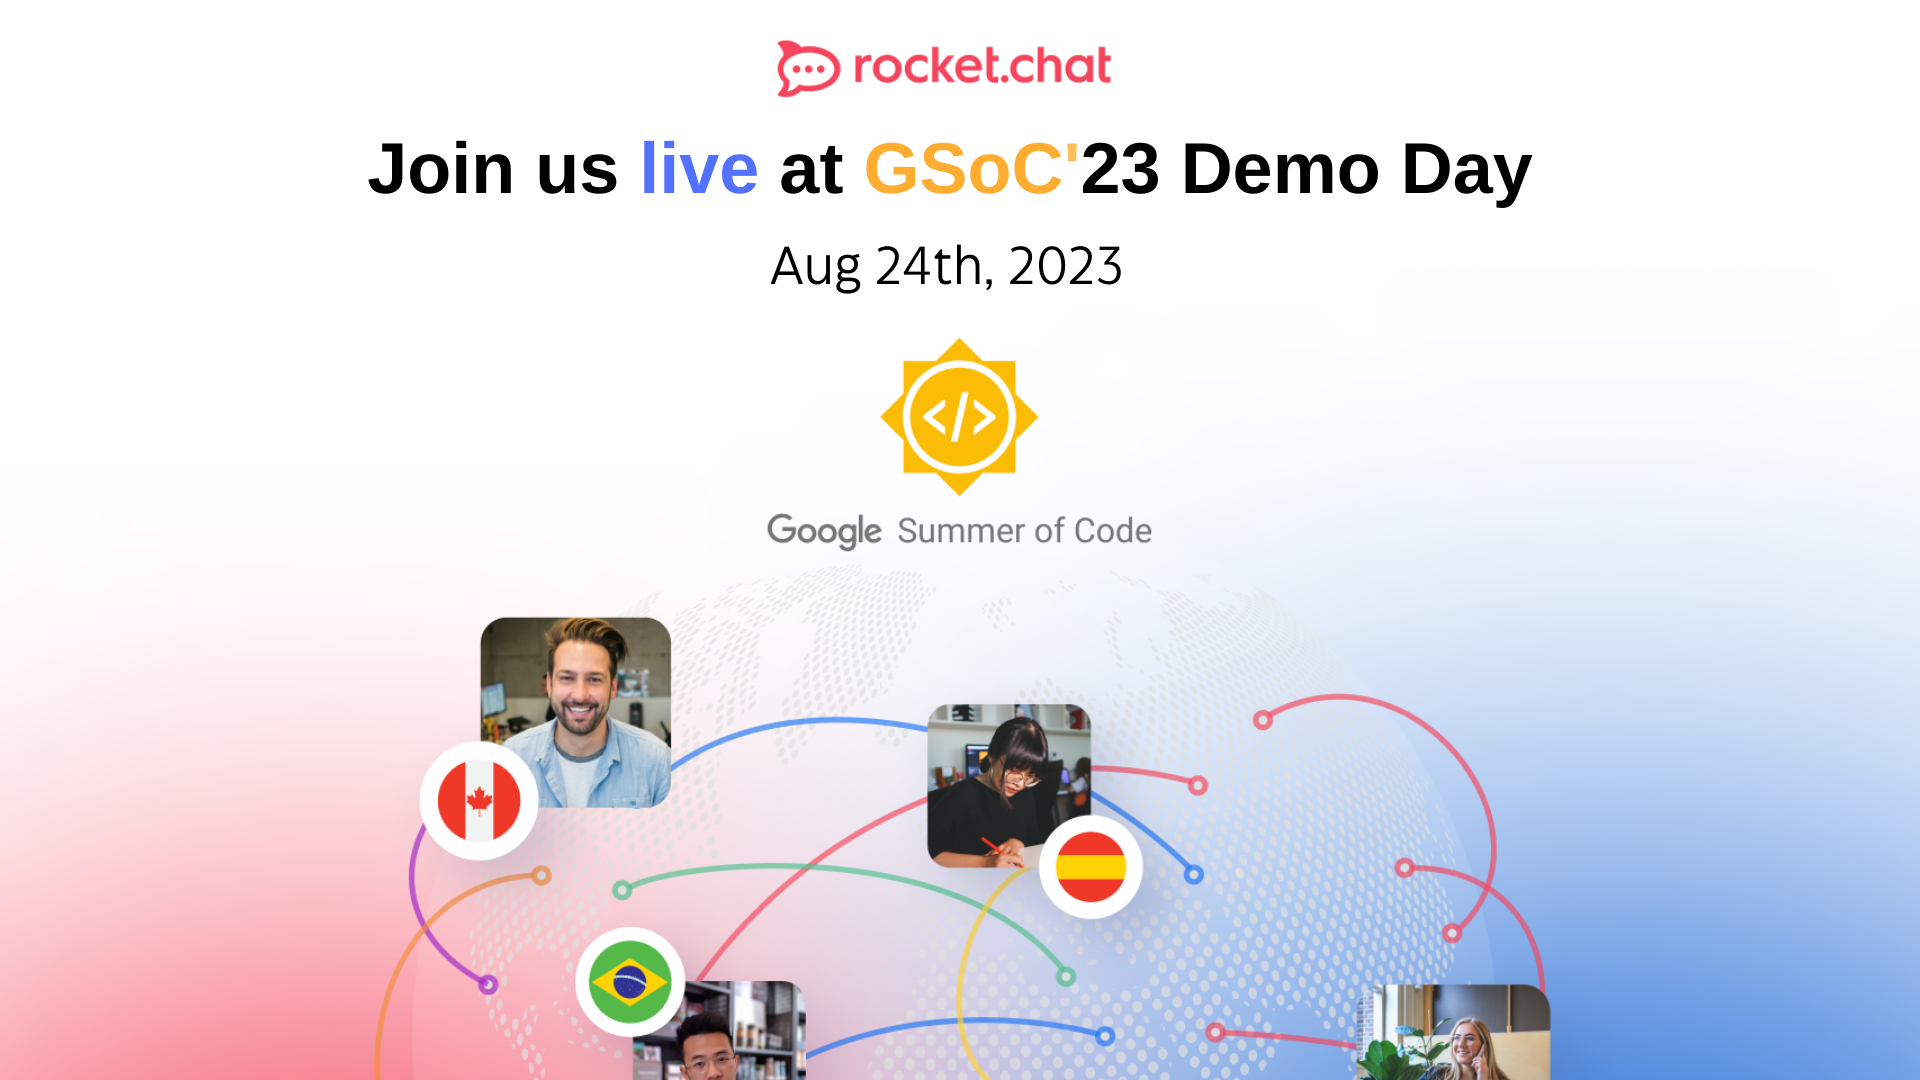 rocket.chat
Join us live at GSoC'23 Demo Day
Aug 24th, 2023
</>
Google Summer of Code